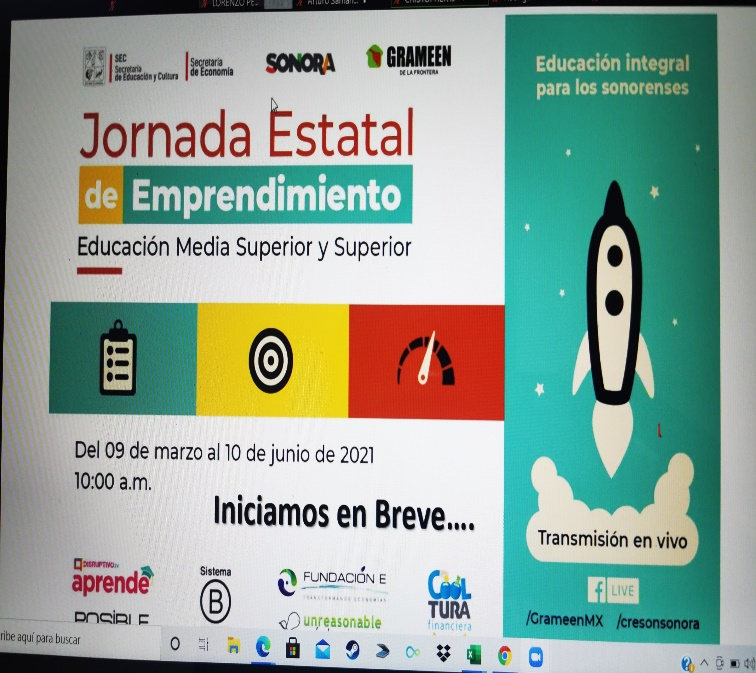 SEC
Secretaría
de Educación y Cultura
Secretaría
de Economía
SONORA
GRAMEEN
DE LA FRONTERA
Jornada Estatal
de Emprendimiento
Educación Media Superior y Superior
Del 09 de marzo al 10 de junio de 2021
10:00 a.m.
Iniciamos en Breve....
DISRUPTIVO
aprende
Sistema
B
FUNDACIÓN E
TRANSFORMANDO ECONOMÍAS
COOL
TURA
financiera
POSIBLE
unreasonable
Educación integral
para los sonorenses
Transmisión en vivo
f LIVE
/GrameenMX /cresonsonora
ribe aquí para buscar